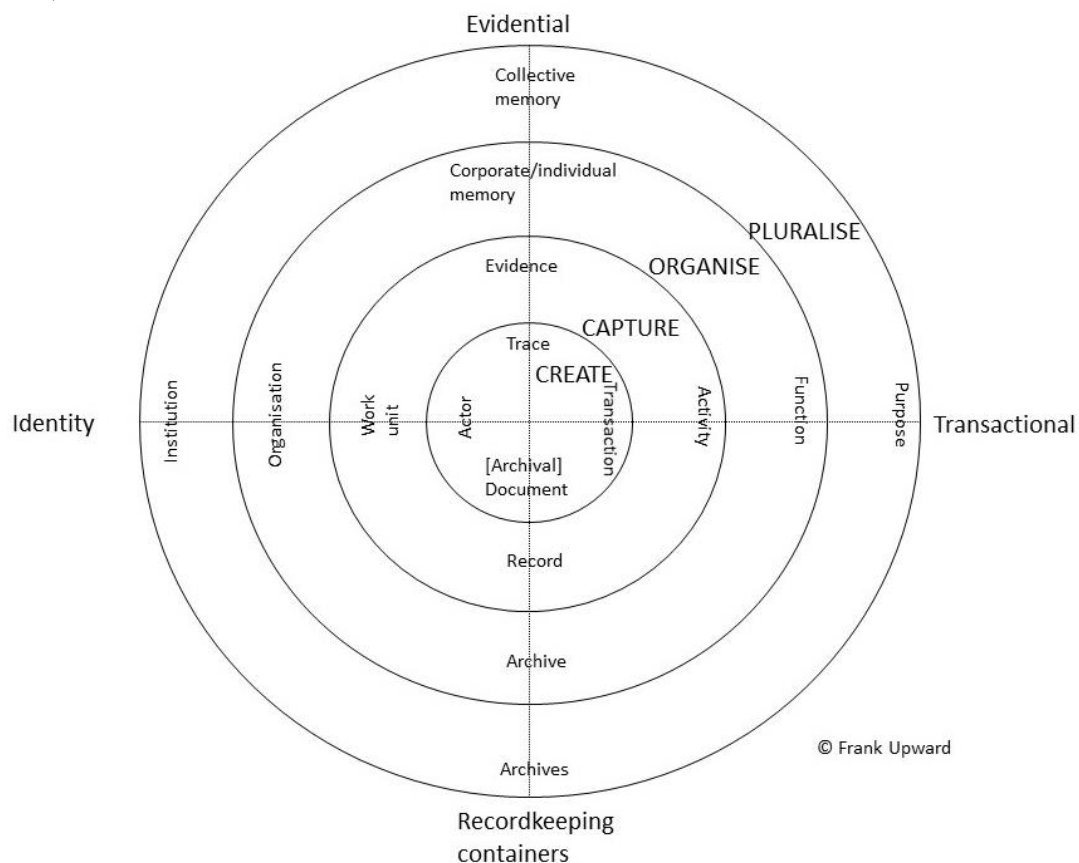 Evidential
Collective
memory
Corporate/individual
memory
PLURALISE
ORGANISE
Evidence
CAPTURE
Trace
CREATE
Identity
Institution
Organisation
Work
unit
Actor
Transaction
Activity
Function
Purpose
Transactional
[Archival]
Document
Record
Archive
© Frank Upward
Archives
Recordkeeping
containers